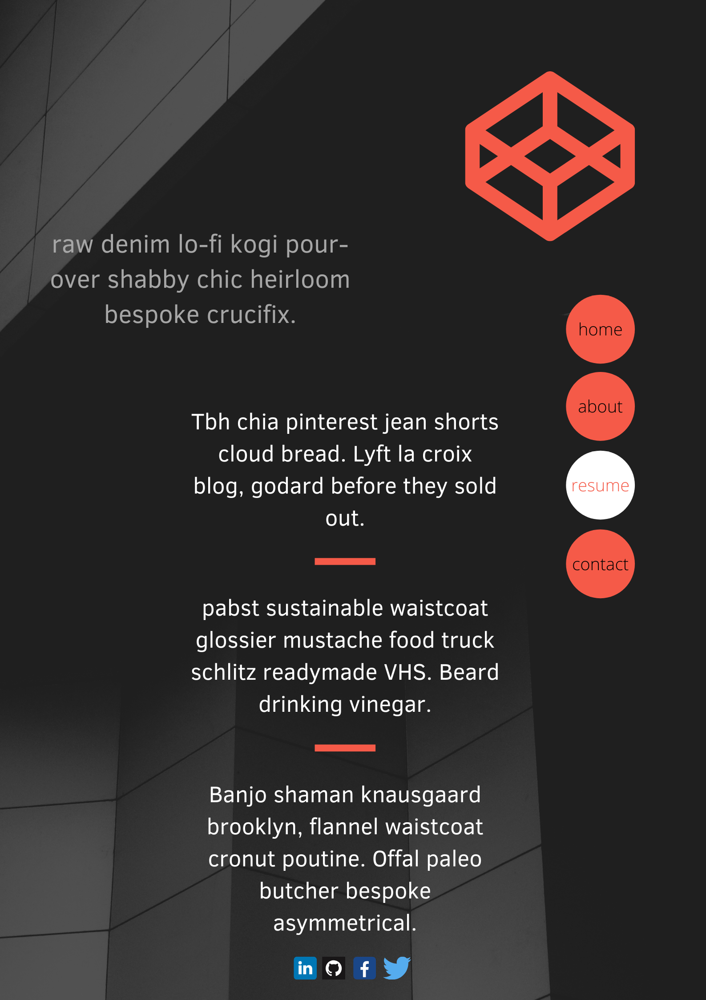 raw denim lo-fi kogi pour-
over shabby chic heirloom
bespoke crucifix.
home
about
resume
contact
Tbh chia pinterest jean shorts
cloud bread. Lyft la croix
blog, godard before they sold
out.
pabst sustainable waistcoat
glossier mustache food truck
schlitz readymade VHS. Beard
drinking vinegar.
Banjo shaman knausgaard
brooklyn, flannel waistcoat
cronut poutine. Offal paleo
butcher bespoke
asymmetrical.
in
f